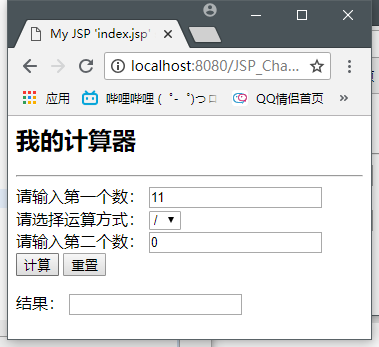 My JSP 'index.jsp'
localhost:8080/JSP_Cha...
应用 哔哩哔哩 ( ゜- ゜)つロ QQ情侣首页 »
我的计算器
请输入第一个数: 11
请选择运算方式: /
请输入第二个数: 0
计算 重置
结果: